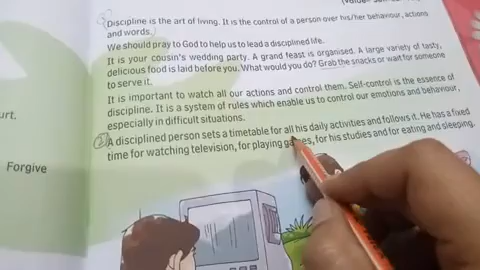 (Value-
Discipline is the art of living. It is the control of a person over his/her behaviour, actions
and words.
We should pray to God to help us to lead a disciplined life.
It is your cousin's wedding party. A grand feast is organised. A large variety of tasty,
delicious food is laid before you. What would you do? Grab the snacks or wait for someone
to serve it.
It is important to watch all our actions and control them. Self-control is the essence of
discipline. It is a system of rules which enable us to control our emotions and behaviour,
especially in difficult situations.
A disciplined person sets a timetable for all his daily activities and follows it. He has a fixed
time for watching television, for playing games, for his studies and for eating and sleeping.
urt.
Forgive